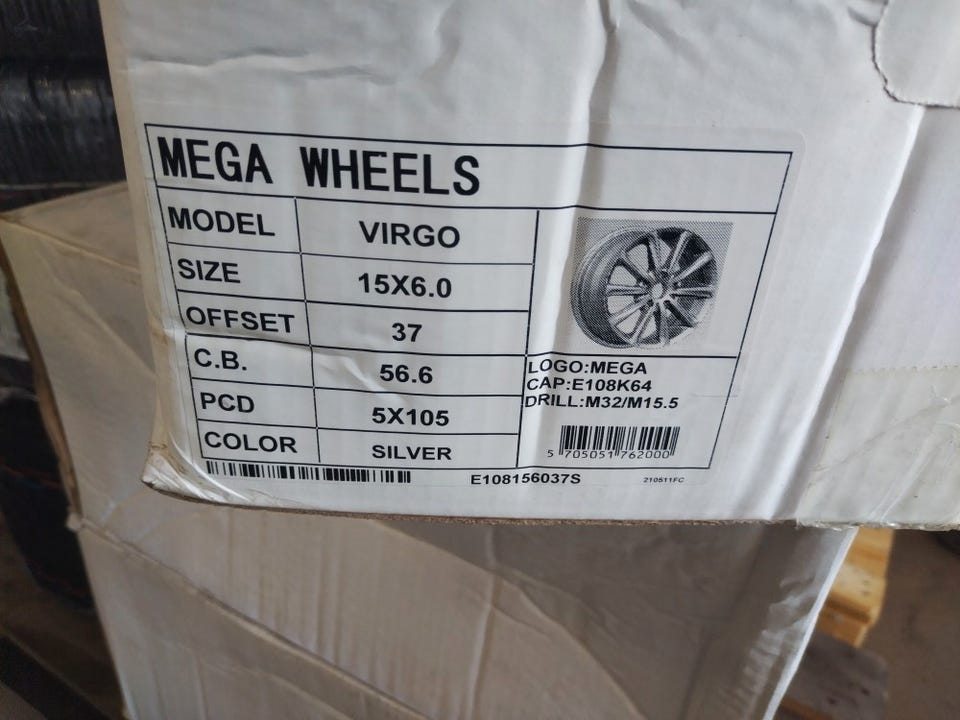 MEGA WHEELS
MODEL VIRGO
SIZE 15X6.0
OFFSET 37
C.B. 56.6
PCD 5X105
COLOR SILVER
LOGO:MEGA
CAP:E108K64
DRILL:M32/M15.5
5 705051 762000
E108156037S
210511FC